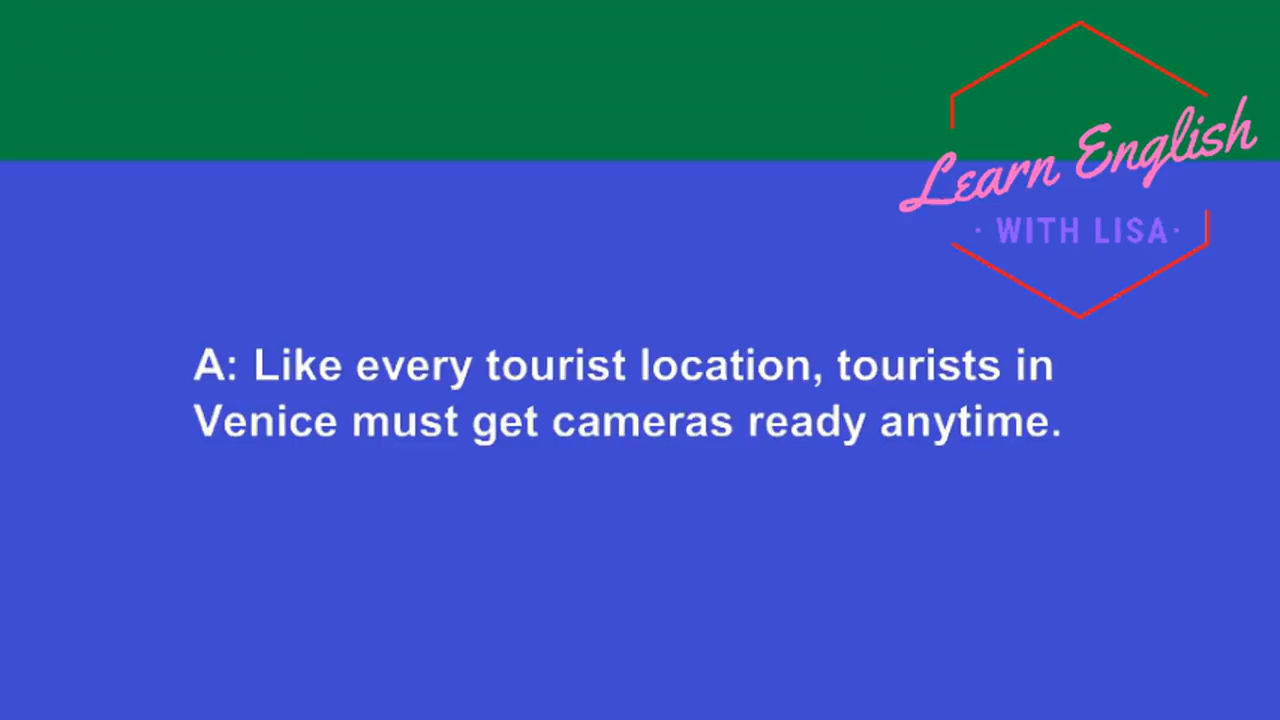 Learn English
· WITH LISA·
A: Like every tourist location, tourists in
Venice must get cameras ready anytime.